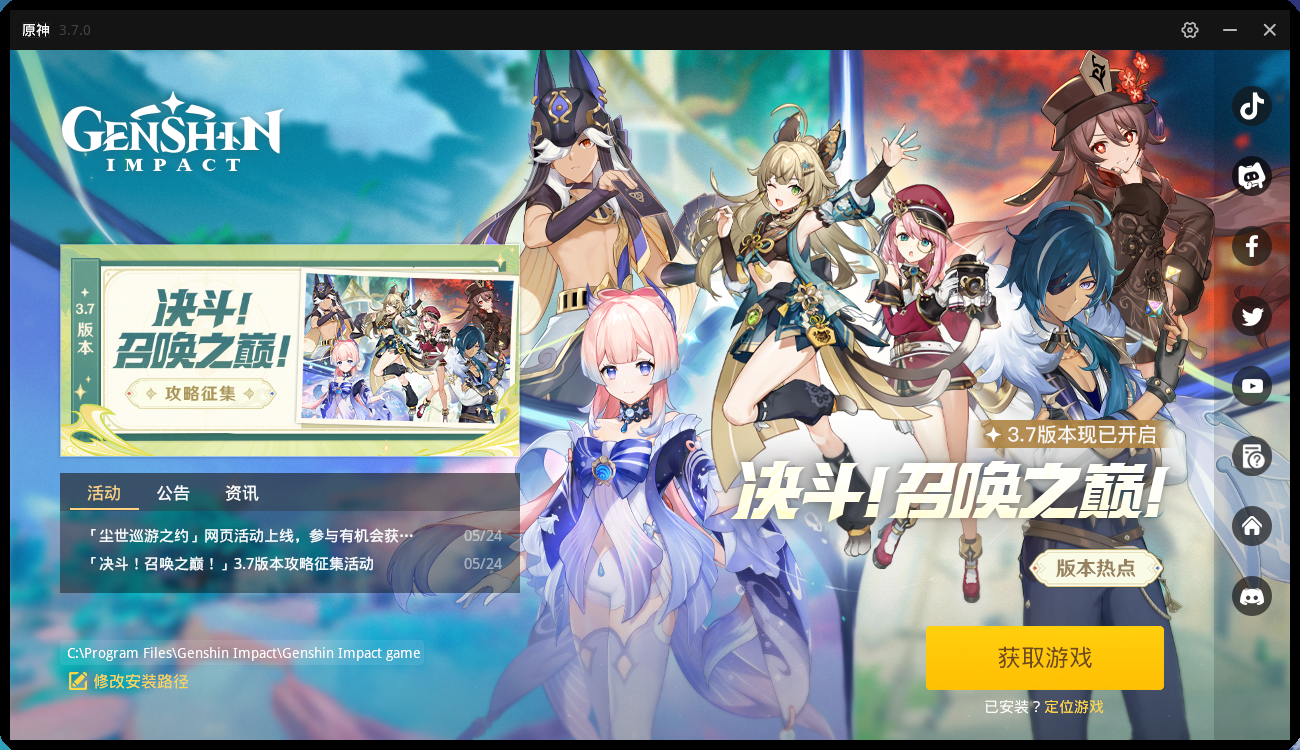 原神 3.7.0
GENSHIN
IMPACT
3.7
版
本
决斗!
召唤之巅!
攻略征集
活动 公告 资讯
「尘世巡游之约」网页活动上线，参与有机会获… 05/24
「决斗！召唤之巅！」3.7版本攻略征集活动 05/24
3.7版本现已开启
决斗!召唤之巅!
版本热点
C:\Program Files\Genshin Impact\Genshin Impact game
修改安装路径
获取游戏
已安装？定位游戏